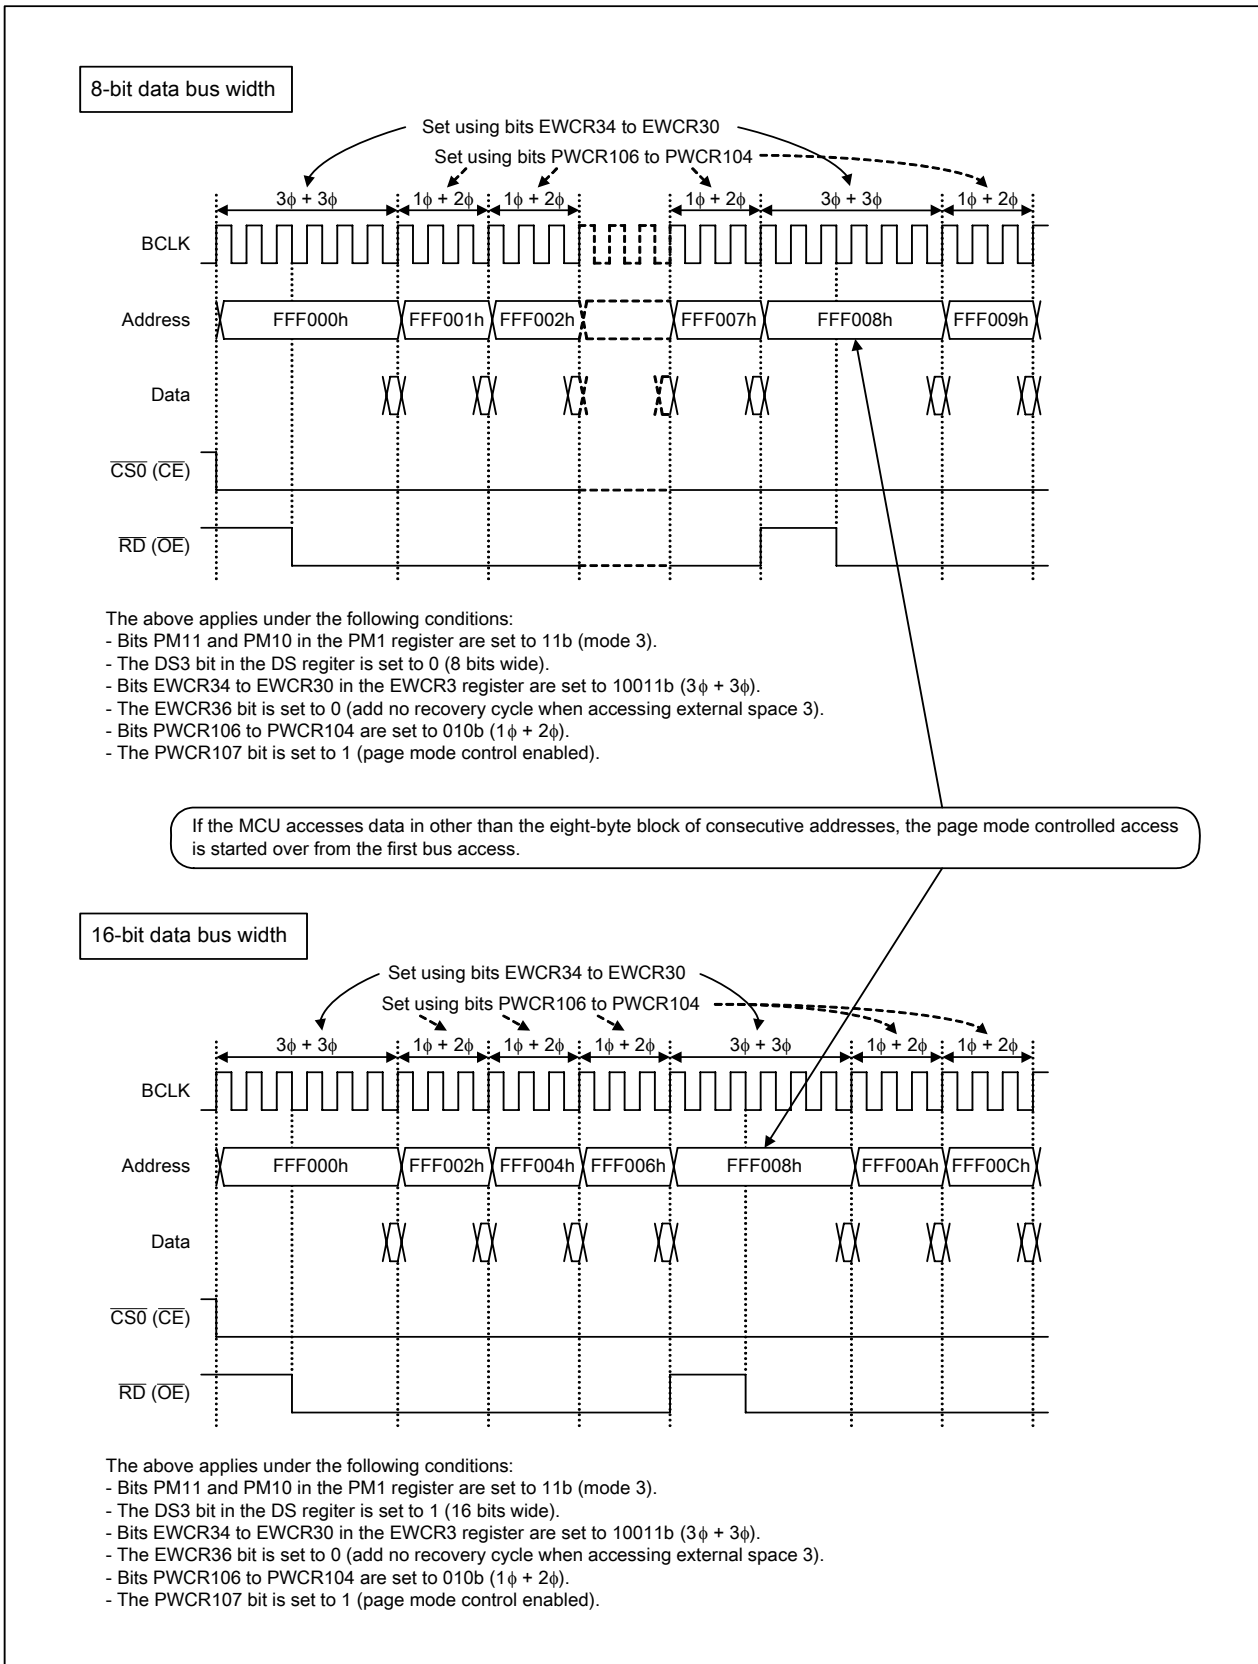 8-bit data bus width
Set using bits EWCR34 to EWCR30
Set using bits PWCR106 to PWCR104
3ϕ + 3ϕ 1ϕ + 2ϕ 1ϕ + 2ϕ 1ϕ + 2ϕ 3ϕ + 3ϕ 1ϕ + 2ϕ
BCLK
Address FFF000h FFF001h FFF002h FFF007h FFF008h FFF009h
Data
C̅S̅0̅ (C̅E̅)
R̅D̅ (O̅E̅)
The above applies under the following conditions:
- Bits PM11 and PM10 in the PM1 register are set to 11b (mode 3).
- The DS3 bit in the DS regiter is set to 0 (8 bits wide).
- Bits EWCR34 to EWCR30 in the EWCR3 register are set to 10011b (3ϕ + 3ϕ).
- The EWCR36 bit is set to 0 (add no recovery cycle when accessing external space 3).
- Bits PWCR106 to PWCR104 are set to 010b (1ϕ + 2ϕ).
- The PWCR107 bit is set to 1 (page mode control enabled).
If the MCU accesses data in other than the eight-byte block of consecutive addresses, the page mode controlled access
is started over from the first bus access.
16-bit data bus width
Set using bits EWCR34 to EWCR30
Set using bits PWCR106 to PWCR104
3ϕ + 3ϕ 1ϕ + 2ϕ 1ϕ + 2ϕ 1ϕ + 2ϕ 3ϕ + 3ϕ 1ϕ + 2ϕ 1ϕ + 2ϕ
BCLK
Address FFF000h FFF002h FFF004h FFF006h FFF008h FFF00Ah FFF00Ch
Data
C̅S̅0̅ (C̅E̅)
R̅D̅ (O̅E̅)
The above applies under the following conditions:
- Bits PM11 and PM10 in the PM1 register are set to 11b (mode 3).
- The DS3 bit in the DS regiter is set to 1 (16 bits wide).
- Bits EWCR34 to EWCR30 in the EWCR3 register are set to 10011b (3ϕ + 3ϕ).
- The EWCR36 bit is set to 0 (add no recovery cycle when accessing external space 3).
- Bits PWCR106 to PWCR104 are set to 010b (1ϕ + 2ϕ).
- The PWCR107 bit is set to 1 (page mode control enabled).